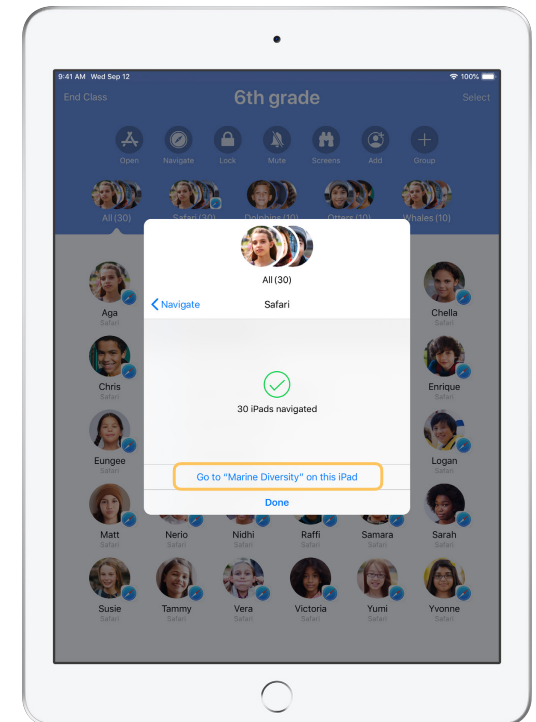 9:41 AM Wed Sep 12
100%
End Class
6th grade
Select
Open
Navigate
Lock
Mute
Screens
Add
Group
All (30)
Safari (30)
Dolphins (10)
Otters (10)
Whales (10)
All (30)
Navigate
Safari
30 iPads navigated
Go to “Marine Diversity” on this iPad
Done
Aga
Safari
Chella
Safari
Chris
Safari
Enrique
Safari
Eungee
Safari
Logan
Safari
Matt
Nerio
Nidhi
Raffi
Samara
Sarah
Safari
Safari
Safari
Safari
Safari
Safari
Susie
Tammy
Vera
Victoria
Yumi
Yvonne
Safari
Safari
Safari
Safari
Safari
Safari